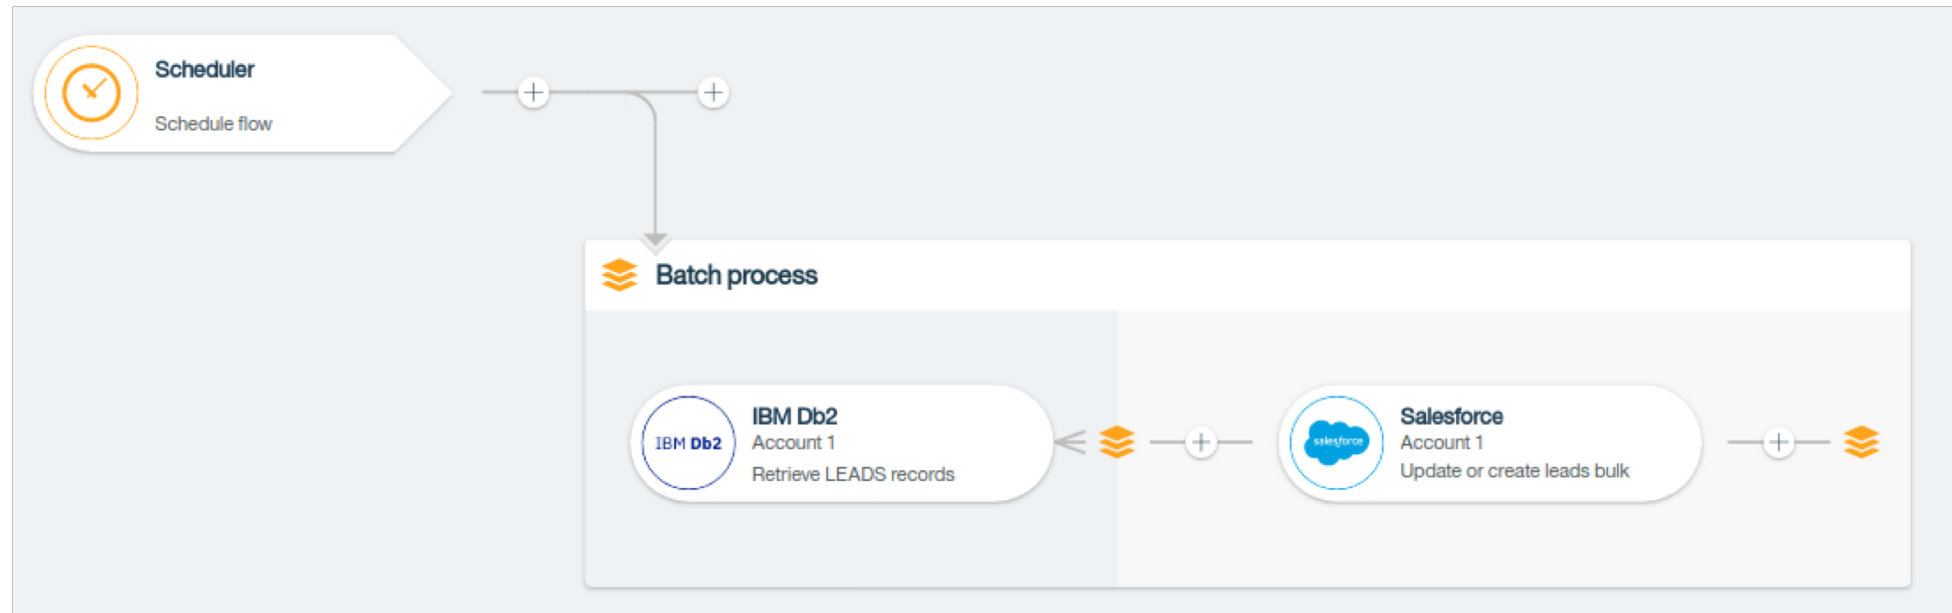 Scheduler
Schedule flow
Batch process
IBM Db2
IBM Db2
Account 1
Retrieve LEADS records
salesforce
Salesforce
Account 1
Update or create leads bulk